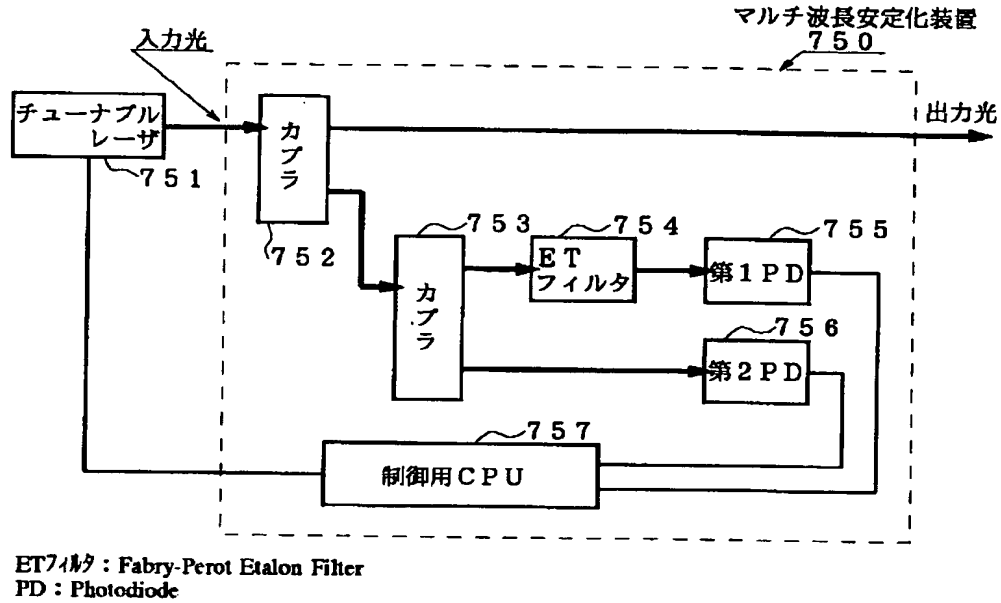 マルチ波長安定化装置
７５０
入力光
チューナブル
レーザ
７５１
カプラ
７５２
出力光
７５３
カプラ
７５４
ＥＴ
フィルタ
７５５
第１ＰＤ
７５６
第２ＰＤ
７５７
制御用ＣＰＵ
ETﾌｨﾙﾀ : Fabry-Perot Etalon Filter
PD : Photodiode